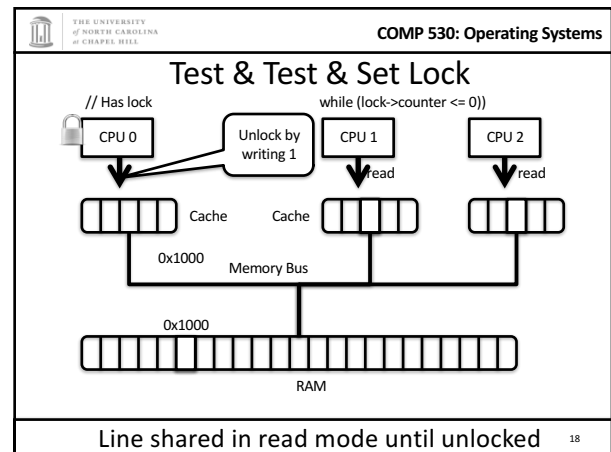 THE UNIVERSITY
of NORTH CAROLINA
at CHAPEL HILL
COMP 530: Operating Systems
Test & Test & Set Lock
// Has lock
while (lock->counter <= 0))
CPU 0
Unlock by
writing 1
CPU 1
CPU 2
read
read
Cache
Cache
0x1000
Memory Bus
0x1000
RAM
Line shared in read mode until unlocked
18